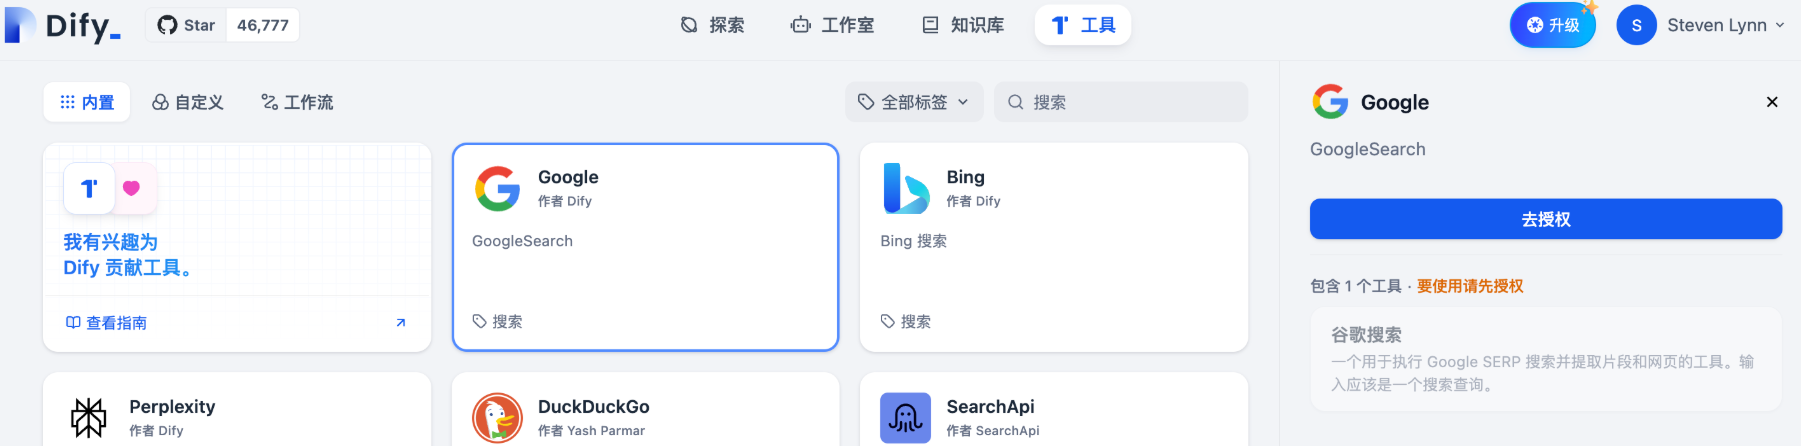 Dify_
Star 46,777
探索
工作室
知识库
工具
升级
S
Steven Lynn
内置
自定义
工作流
全部标签
搜索
我有兴趣为
Dify 贡献工具。
查看指南
Google
作者 Dify
GoogleSearch
搜索
Bing
作者 Dify
Bing 搜索
搜索
Perplexity
作者 Dify
DuckDuckGo
作者 Yash Parmar
SearchApi
作者 SearchApi
Google
GoogleSearch
去授权
包含 1 个工具 · 要使用请先授权
谷歌搜索
一个用于执行 Google SERP 搜索并提取片段和网页的工具。输
入应该是一个搜索查询。